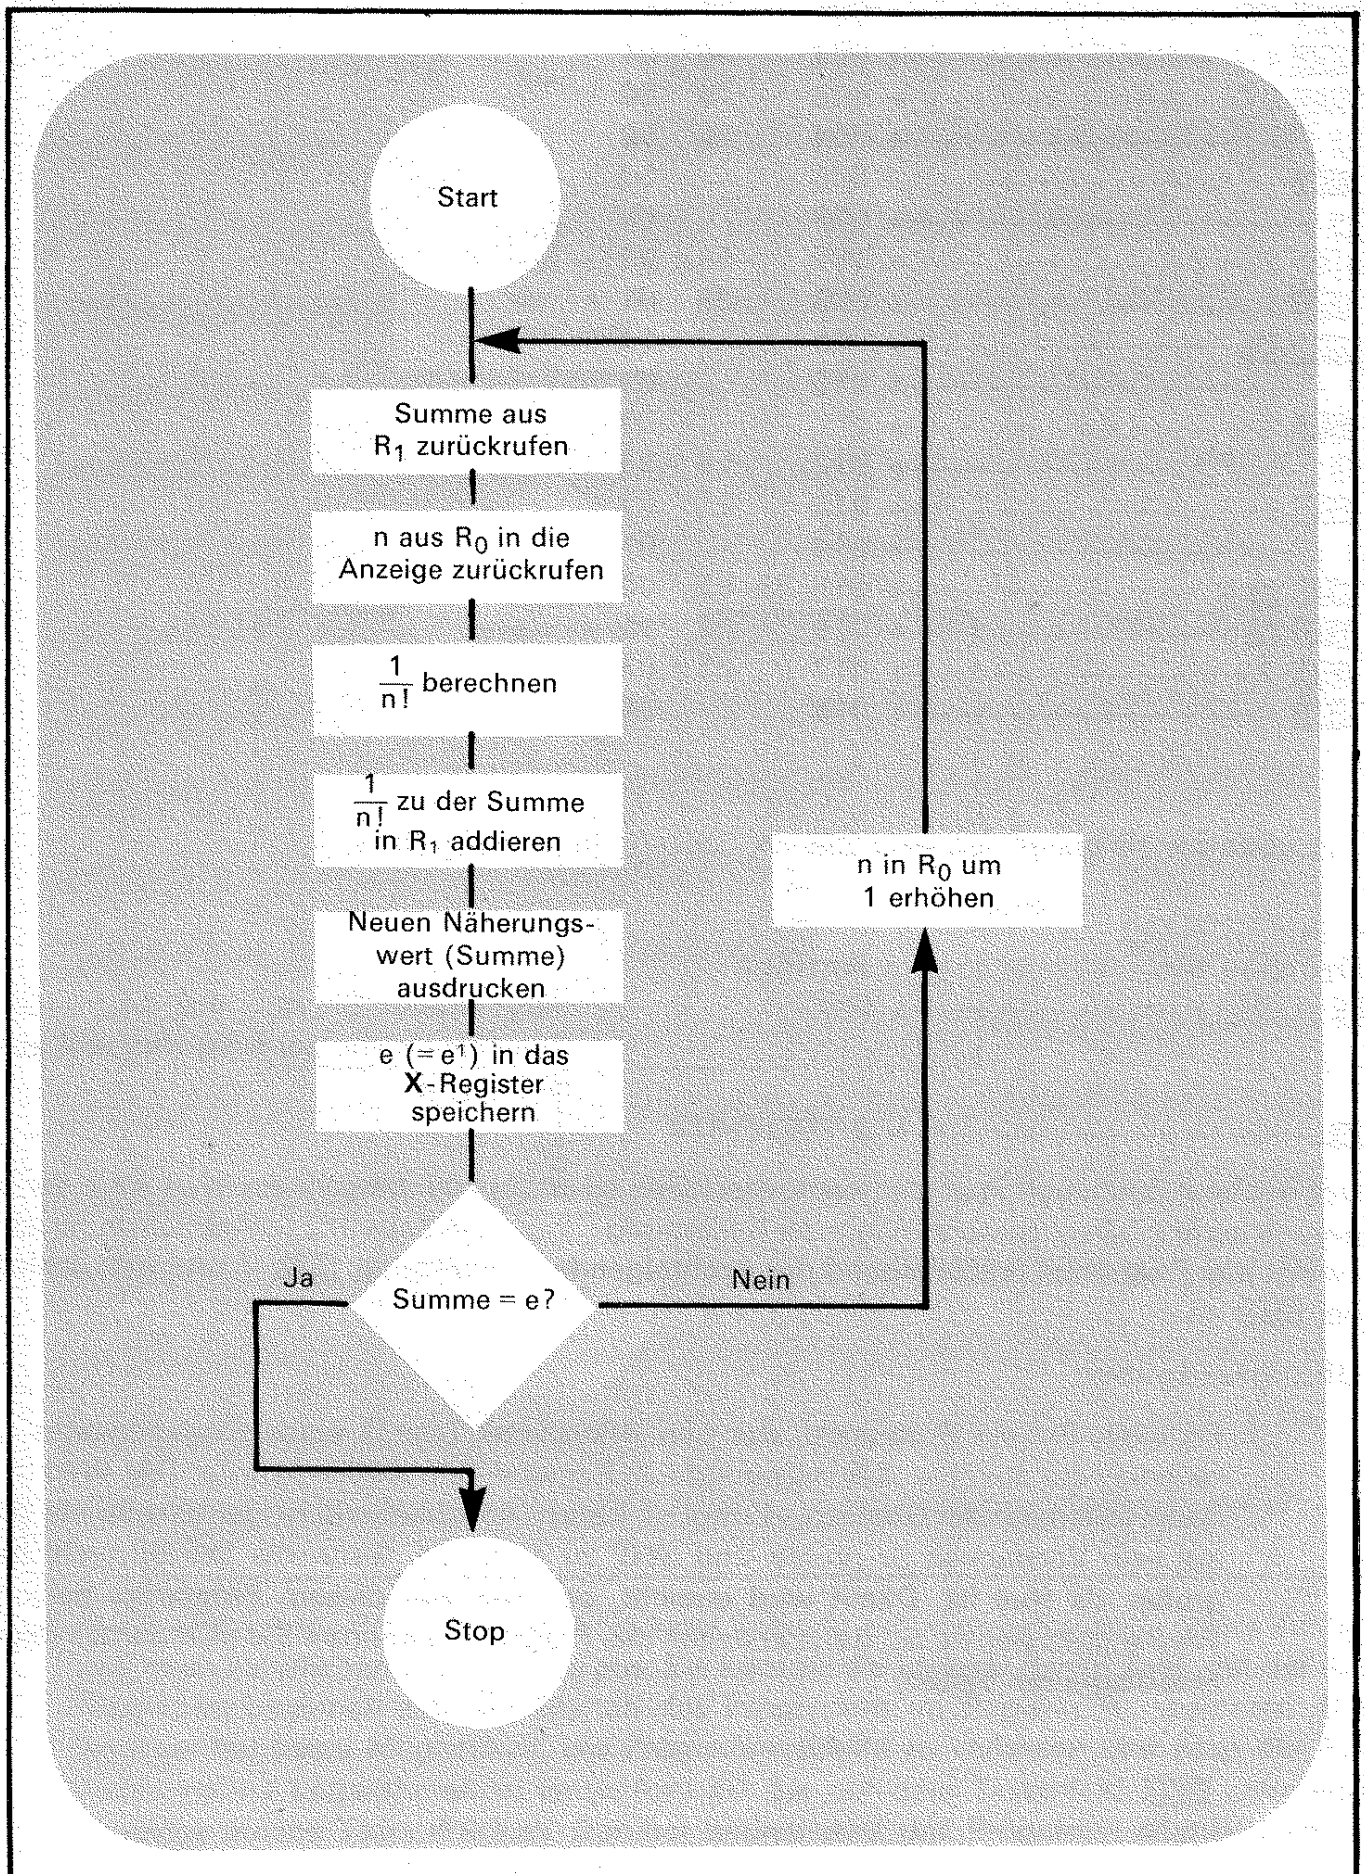 Start
Summe aus
R₁ zurückrufen
n aus R₀ in die
Anzeige zurückrufen
1
n! berechnen
1
n! zu der Summe
in R₁ addieren
Neuen Näherungs-
wert (Summe)
ausdrucken
e (=e¹) in das
X-Register
speichern
n in R₀ um
1 erhöhen
Ja
Summe = e?
Nein
Stop